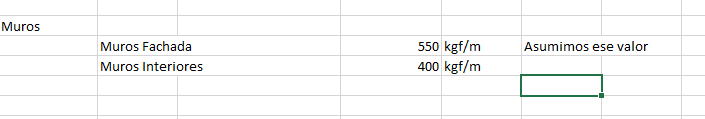 Muros
Muros Fachada 550 kgf/m Asumimos ese valor
Muros Interiores 400 kgf/m